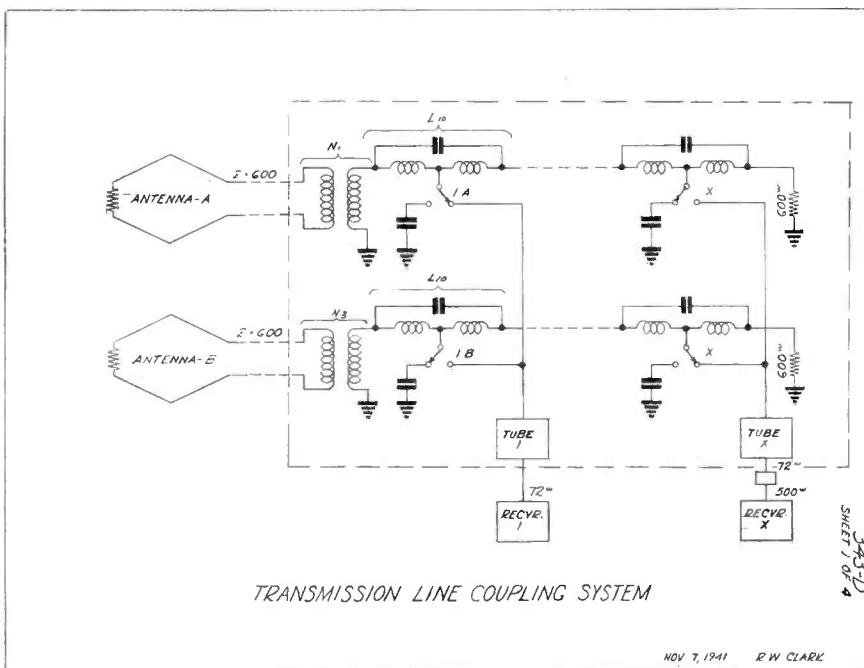 L10
N1
Z=600
ANTENNA-A
1A
X
600ω
L10
N3
Z=600
ANTENNA-B
1B
X
600ω
TUBE
1
TUBE
X
72ω
72ω
500ω
RECVR.
1
RECVR.
X
SHEET 1 OF 4
TRANSMISSION LINE COUPLING SYSTEM
NOV 7, 1941 R W CLARK